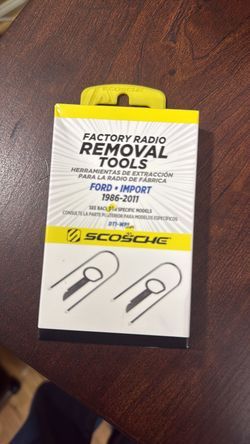 SCOSCHE
FACTORY RADIO
REMOVAL
TOOLS
HERRAMIENTAS DE EXTRACCIÓN
PARA LA RADIO DE FÁBRICA
FORD • IMPORT
1986-2011
SEE BACK FOR SPECIFIC MODELS
CONSULTE LA PARTE POSTERIOR PARA MODELOS ESPECÍFICOS
SCOSCHE